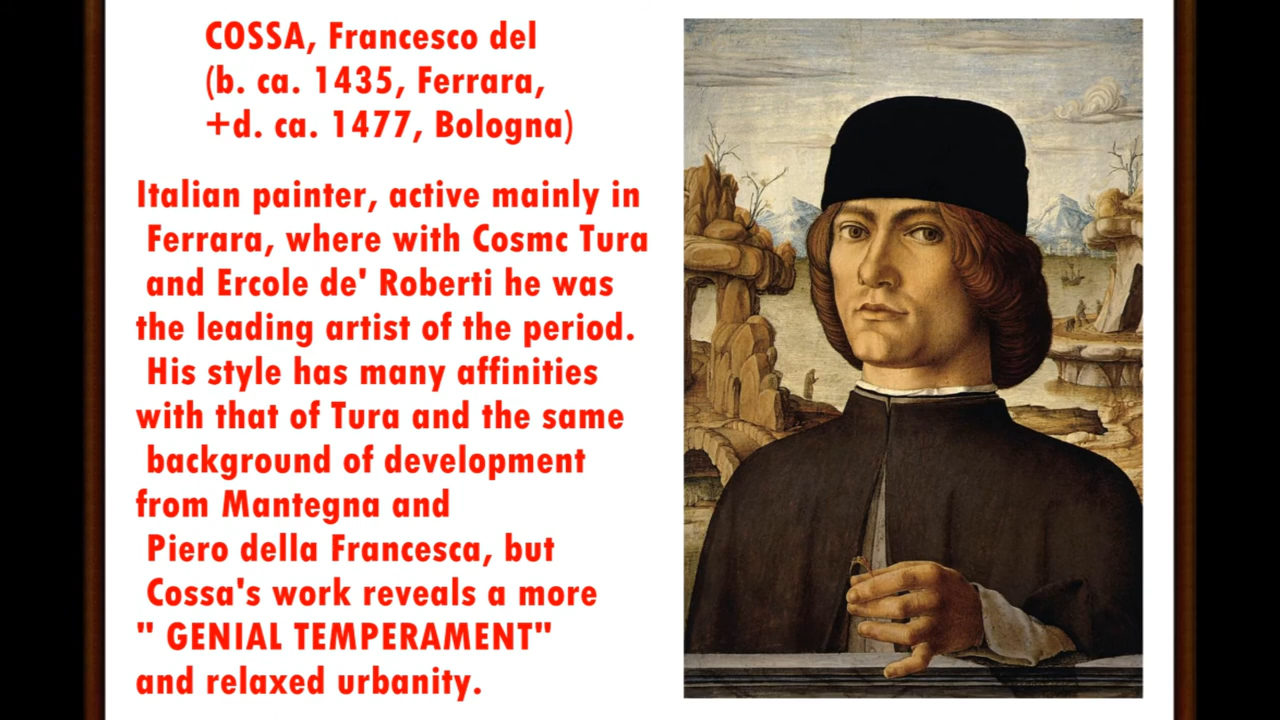 COSSA, Francesco del
(b. ca. 1435, Ferrara,
+d. ca. 1477, Bologna)
Italian painter, active mainly in
Ferrara, where with Cosmc Tura
and Ercole de' Roberti he was
the leading artist of the period.
His style has many affinities
with that of Tura and the same
background of development
from Mantegna and
Piero della Francesca, but
Cossa's work reveals a more
" GENIAL TEMPERAMENT"
and relaxed urbanity.